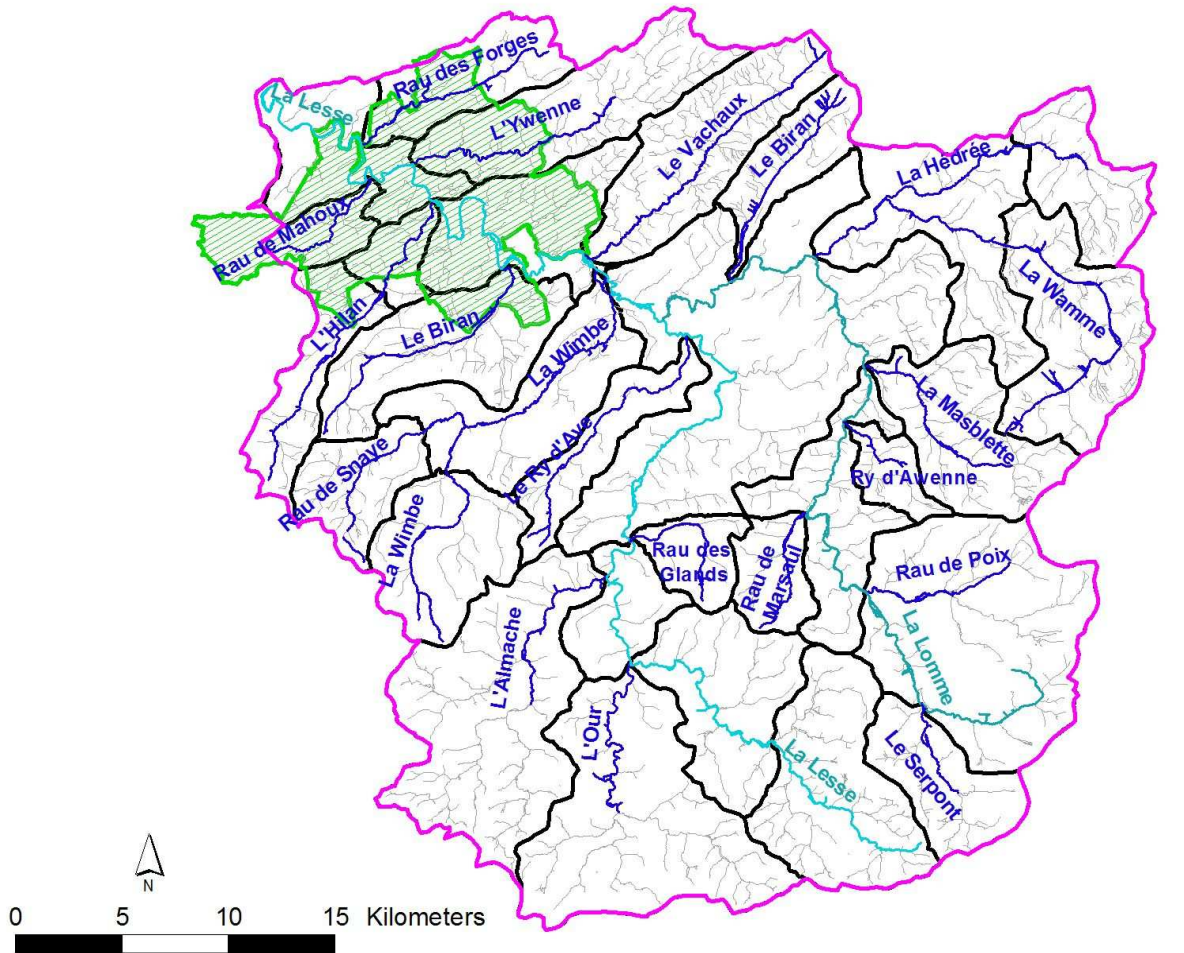 Rau des Forges
La Lesse
L'Ywenne
Le Vachaux
Le Biran
La Hédrée
Rau de Mahoux
La Wamme
L'Hilan
Le Biran
La Wimbe
La Masblette
Le Ry d'Ave
Rau de Snaye
Ry d'Awenne
La Wimbe
Rau des
Glands
Rau de
Marsaul
Rau de Poix
L'Almache
La Lomme
L'Our
La Lesse
Le Serpont
N
0 5 10 15 Kilometers